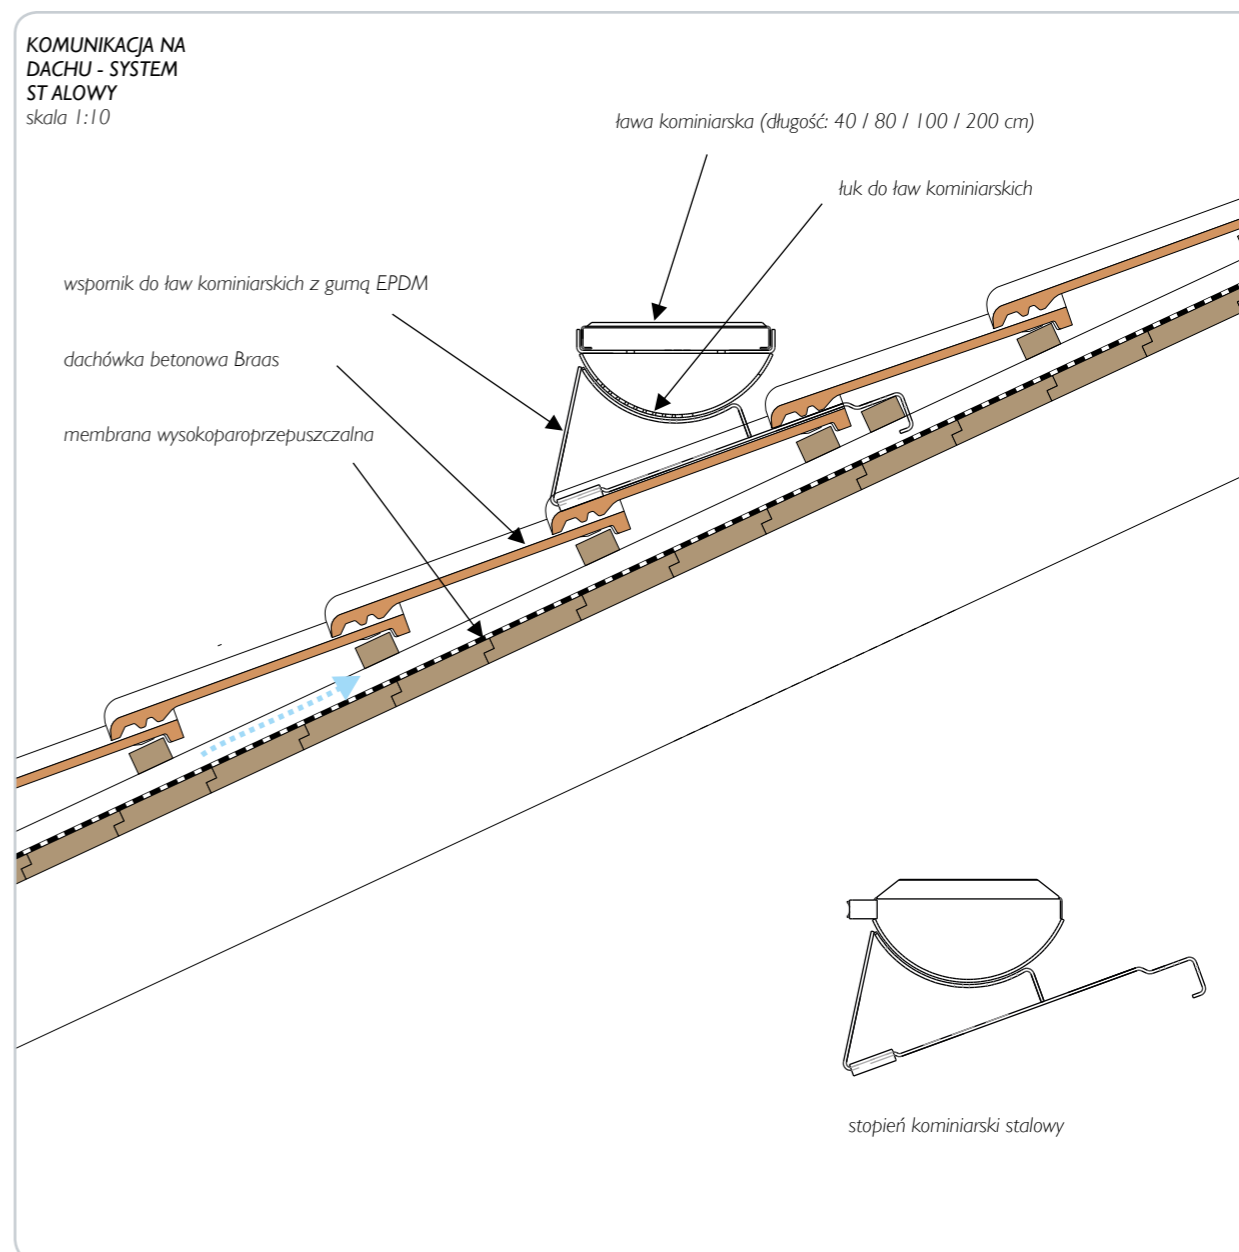 KOMUNIKACJA NA
DACHU - SYSTEM
ST ALOWY
skala 1:10
ława kominiarska (długość: 40 / 80 / 100 / 200 cm)
łuk do ław kominiarskich
wspornik do ław kominiarskich z gumą EPDM
dachówka betonowa Braas
membrana wysokoparoprzepuszczalna
stopień kominiarski stalowy